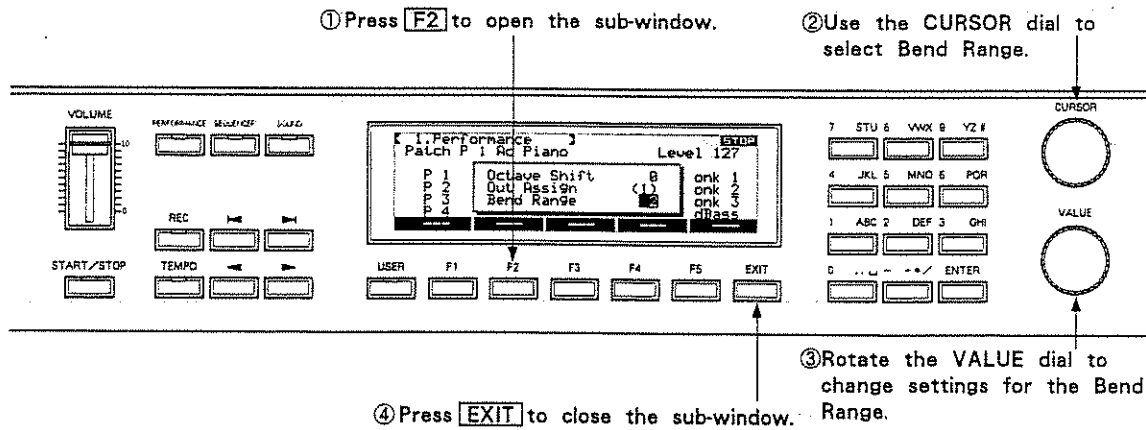 ①Press F2 to open the sub-window.
②Use the CURSOR dial to
select Bend Range.
VOLUME
10
0
PERFORMANCE SEQUENCER SOUND
REC
START/STOP TEMPO
1.Performance STOP
Patch P 1 Ac Piano Level 127
P 1 Octave Shift 0 onk 1
P 2 Out Assign (1) onk 2
P 3 Bend Range 2 onk 3
P 4 dBass
USER F1 F2 F3 F4 F5 EXIT
7 STU 8 VWX 9 YZ#
4 JKL 5 MNO 6 PQR
1 ABC 2 DEF 3 GHI
0 ENTER
CURSOR
VALUE
③Rotate the VALUE dial to
change settings for the Bend
Range.
④Press EXIT to close the sub-window.